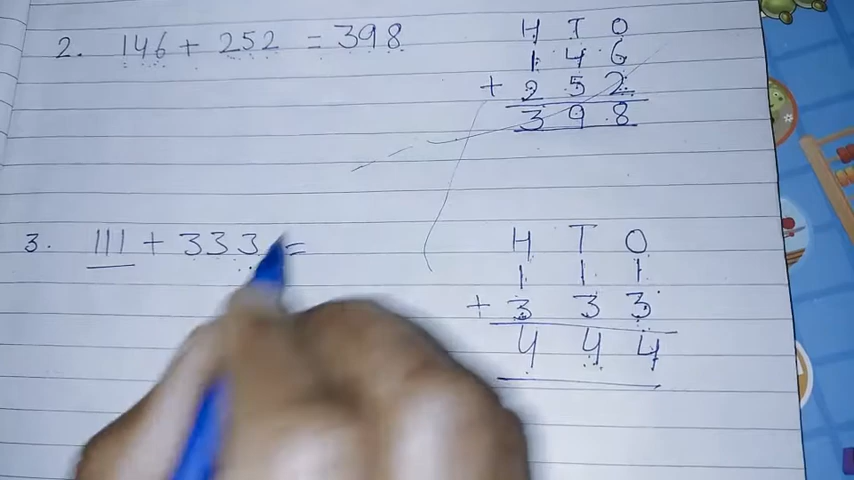 2. 146 + 252 = 398
H T O
1 4 6
+ 2 5 2
3 9 8
3. 111 + 333 =
H T O
1 1 1
+ 3 3 3
4 4 4